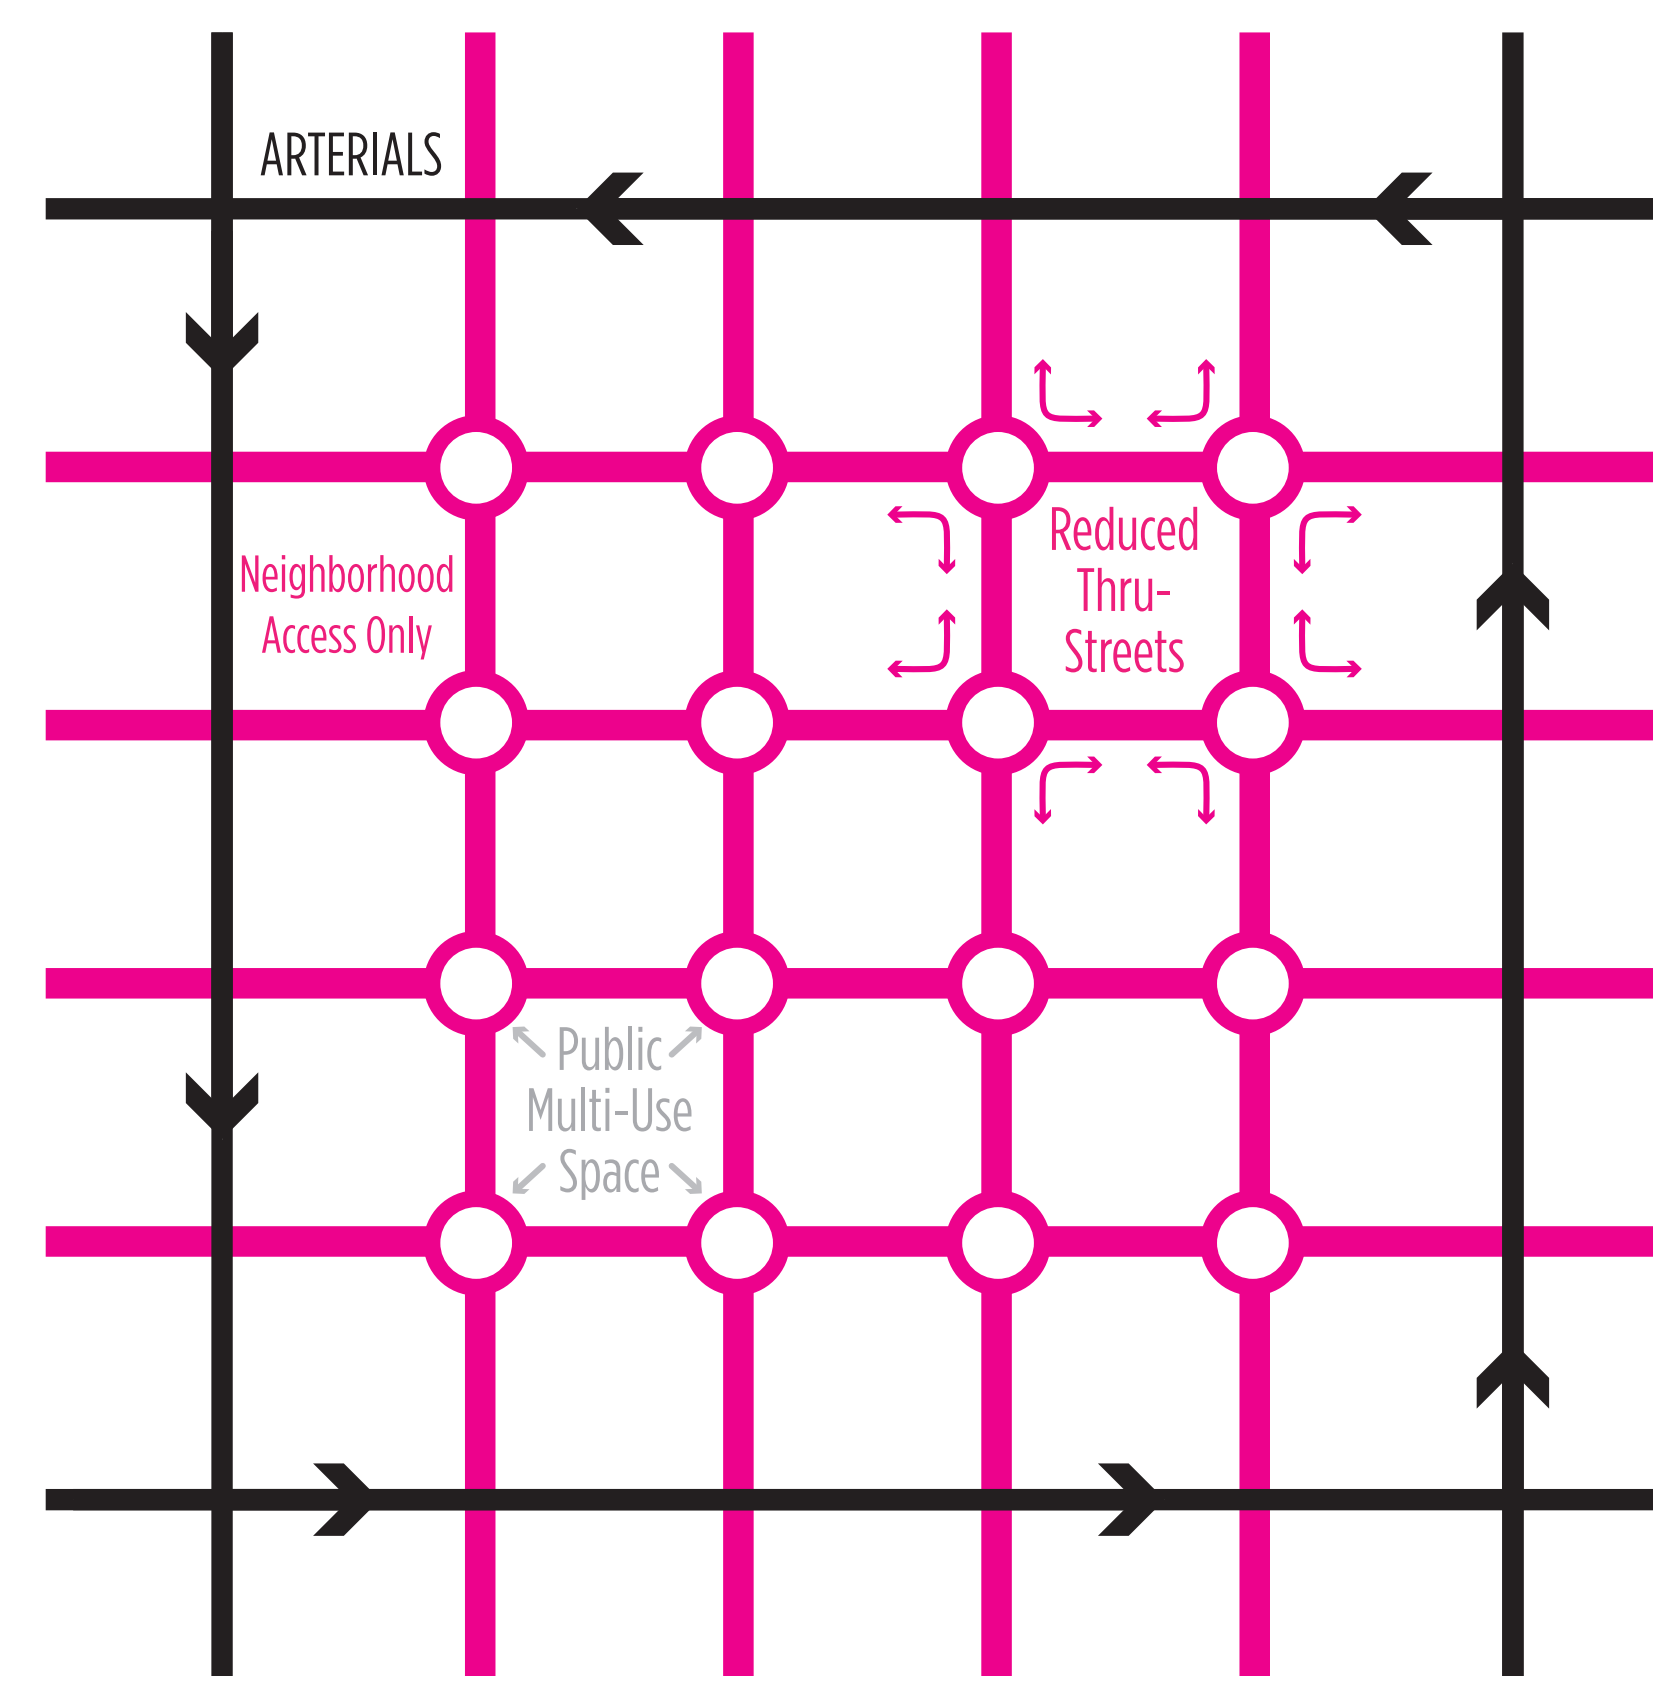 ARTERIALS
Neighborhood
Access Only
Reduced
Thru-
Streets
Public
Multi-Use
Space